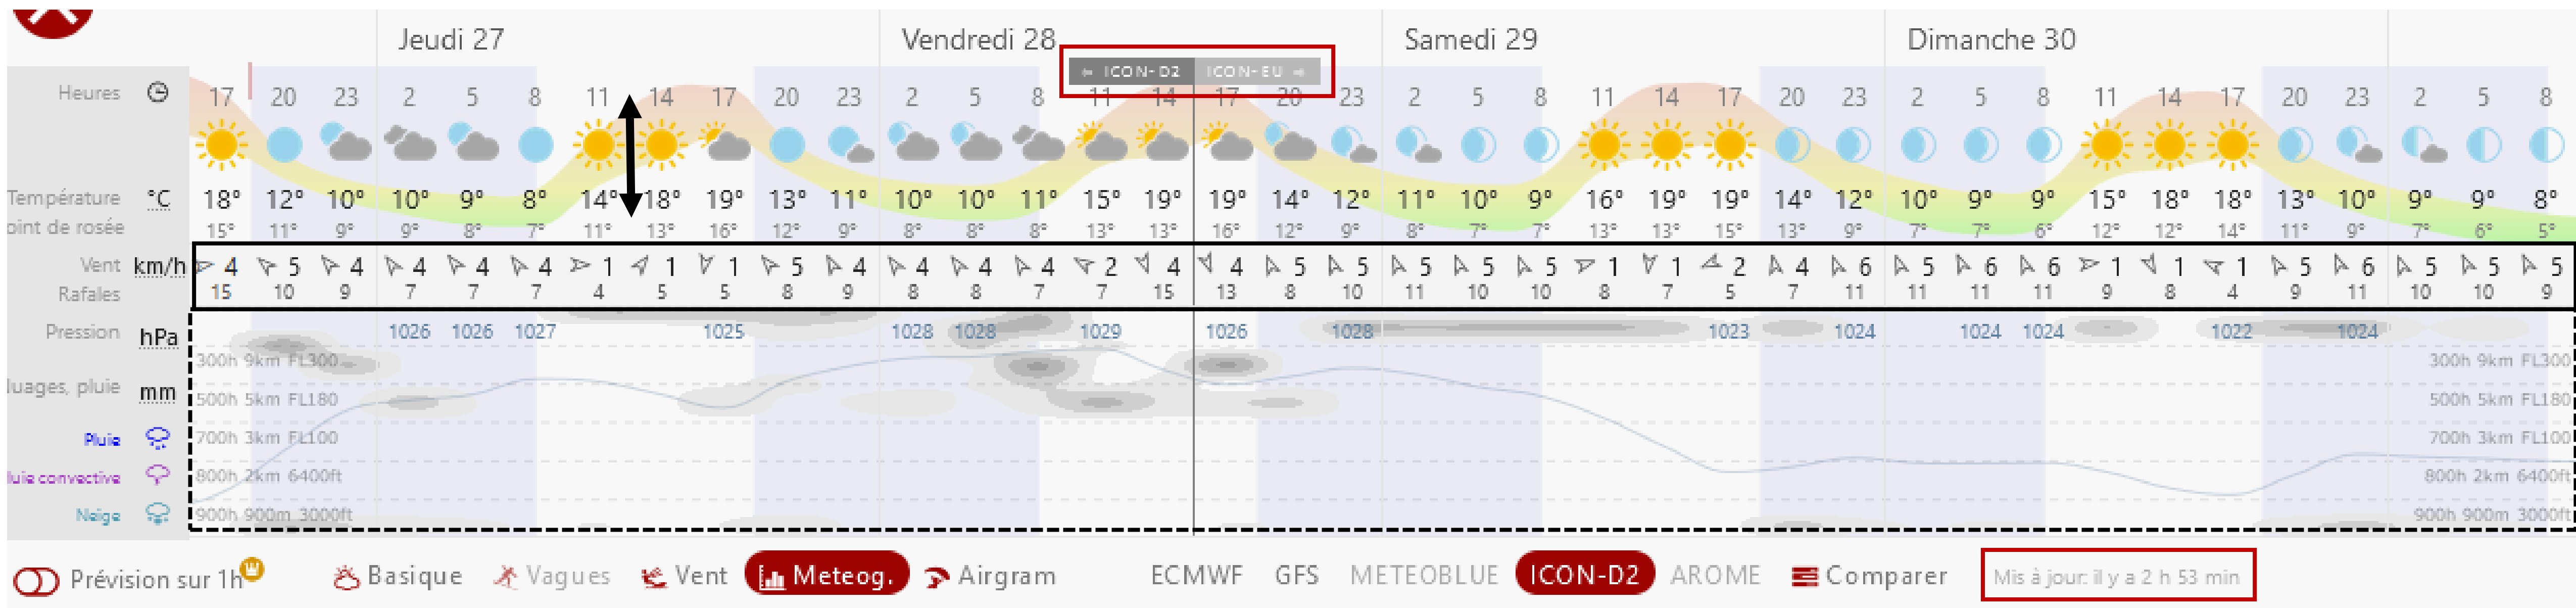 Jeudi 27 Vendredi 28 Samedi 29 Dimanche 30
← ICON-D2 ICON-EU →
Heures 17 20 23 2 5 8 11 14 17 20 23 2 5 8 11 14 17 20 23 2 5 8 11 14 17 20 23 2 5 8 11 14 17 20 23 2 5 8
Température °C 18° 12° 10° 10° 9° 8° 14° 18° 19° 13° 11° 10° 10° 11° 15° 19° 19° 14° 12° 11° 10° 9° 16° 19° 19° 14° 12° 10° 9° 9° 15° 18° 18° 13° 10° 9° 9° 8°
oint de rosée 15° 11° 9° 9° 8° 7° 11° 13° 16° 12° 9° 8° 8° 8° 13° 13° 16° 12° 9° 8° 7° 7° 13° 13° 15° 13° 9° 7° 7° 6° 12° 12° 14° 11° 9° 7° 6° 5°
Vent km/h 4 5 4 4 4 4 1 1 1 5 4 4 4 4 2 4 4 5 5 5 5 5 1 1 2 4 6 5 6 6 1 1 1 5 6 5 5 5
Rafales 15 10 9 7 7 7 4 5 5 8 9 8 8 7 7 15 13 8 10 11 10 10 8 7 5 7 11 11 11 11 9 8 4 9 11 10 10 9
Pression hPa 1026 1026 1027 1025 1028 1028 1029 1026 1028 1023 1024 1024 1024 1022 1024
300h 9km FL300 300h 9km FL300
uages, pluie mm
500h 5km FL180 500h 5km FL180
Pluie 700h 3km FL100 700h 3km FL100
luie convective 800h 2km 6400ft 800h 2km 6400ft
Neige 900h 900m 3000ft 900h 900m 3000ft
Prévision sur 1h Basique Vagues Vent Meteog. Airgram ECMWF GFS METEOBLUE ICON-D2 AROME Comparer Mis à jour: il y a 2 h 53 min